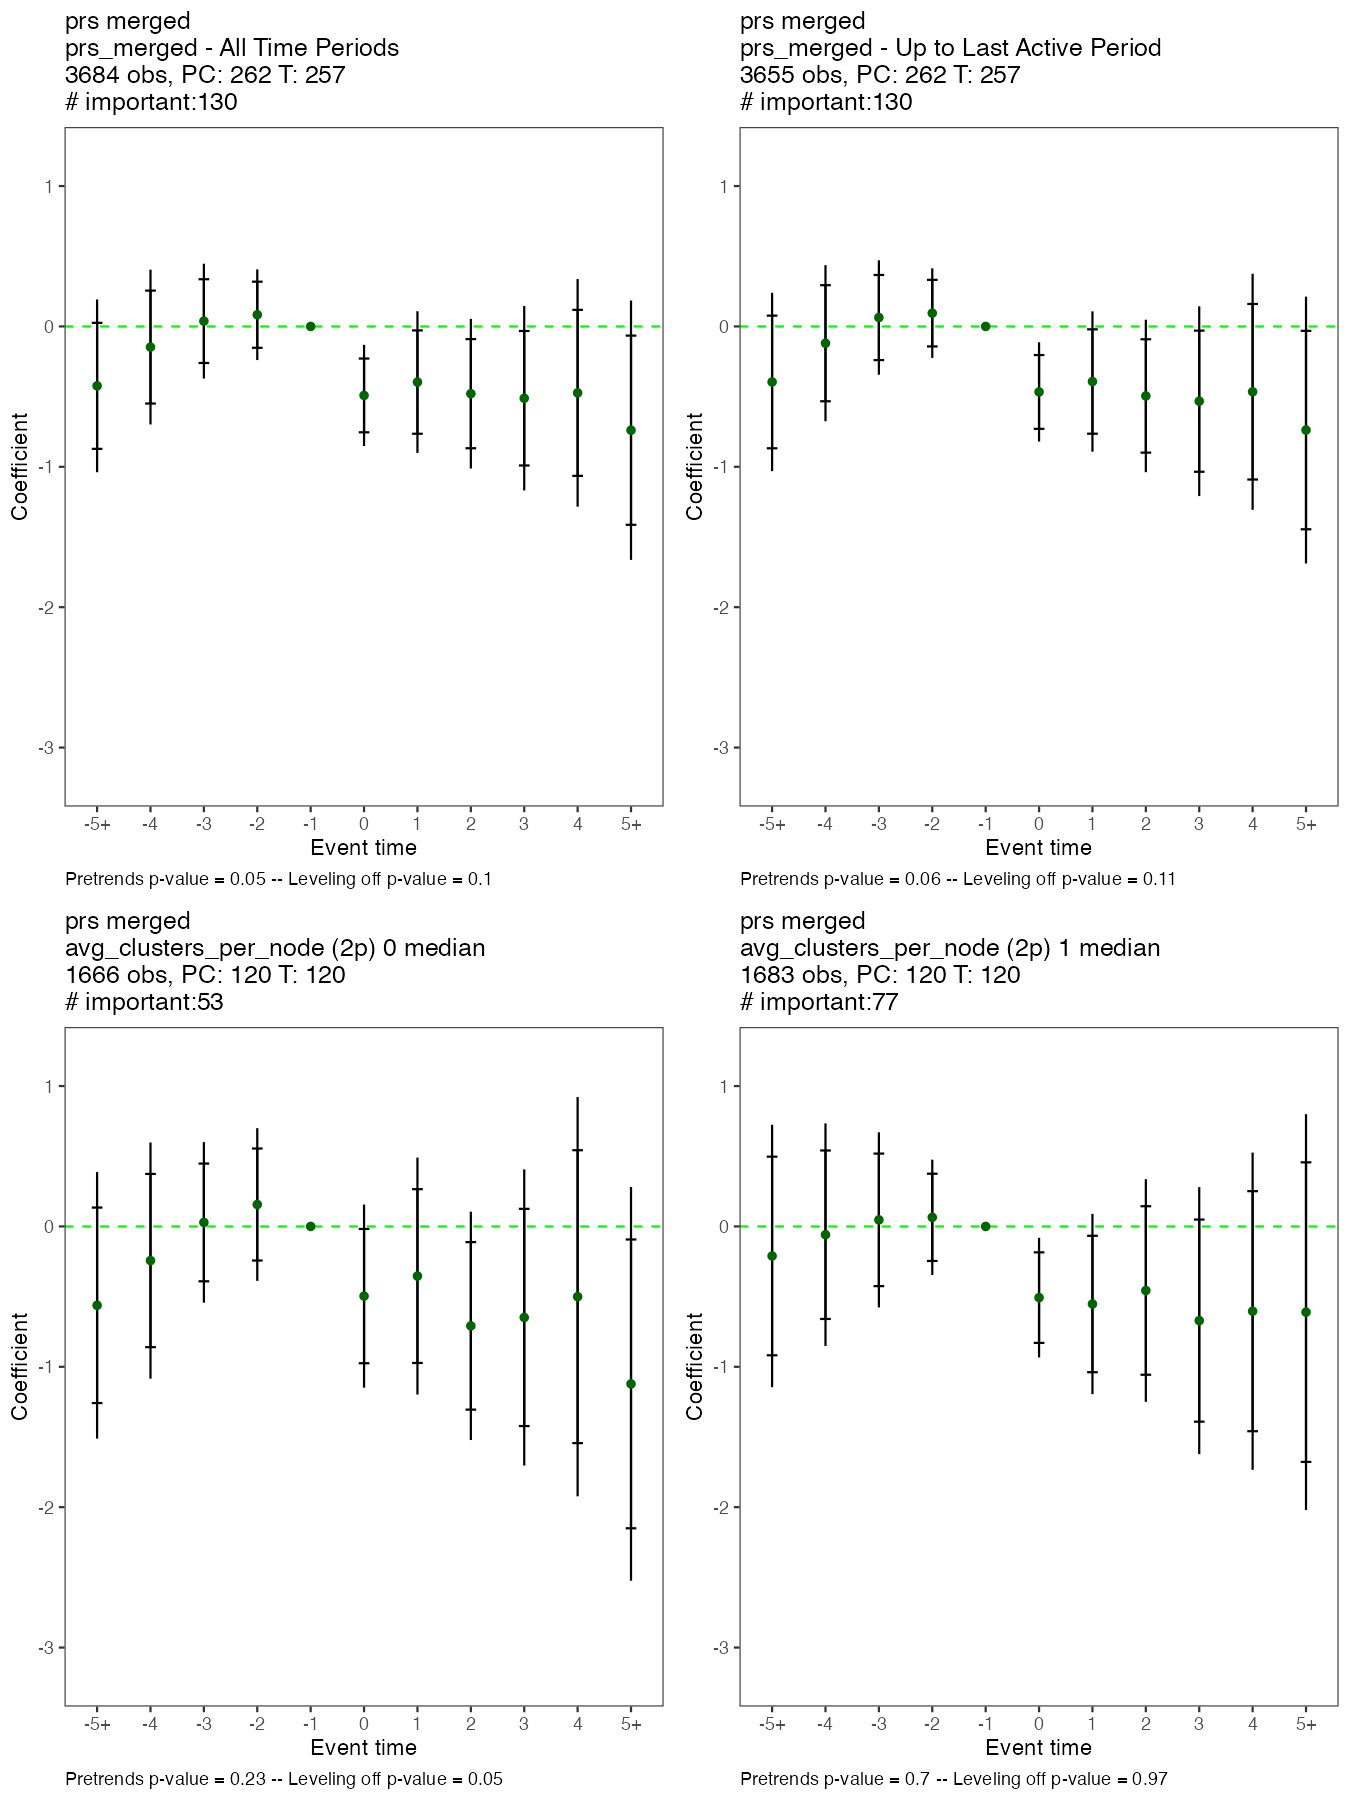 prs merged
prs_merged - All Time Periods
3684 obs, PC: 262 T: 257
# important:130
1
0
-1
-2
-3
Coefficient
-5+ -4 -3 -2 -1 0 1 2 3 4 5+
Event time
Pretrends p-value = 0.05 -- Leveling off p-value = 0.1
prs merged
prs_merged - Up to Last Active Period
3655 obs, PC: 262 T: 257
# important:130
1
0
-1
-2
-3
Coefficient
-5+ -4 -3 -2 -1 0 1 2 3 4 5+
Event time
Pretrends p-value = 0.06 -- Leveling off p-value = 0.11
prs merged
avg_clusters_per_node (2p) 0 median
1666 obs, PC: 120 T: 120
# important:53
1
0
-1
-2
-3
Coefficient
-5+ -4 -3 -2 -1 0 1 2 3 4 5+
Event time
Pretrends p-value = 0.23 -- Leveling off p-value = 0.05
prs merged
avg_clusters_per_node (2p) 1 median
1683 obs, PC: 120 T: 120
# important:77
1
0
-1
-2
-3
Coefficient
-5+ -4 -3 -2 -1 0 1 2 3 4 5+
Event time
Pretrends p-value = 0.7 -- Leveling off p-value = 0.97